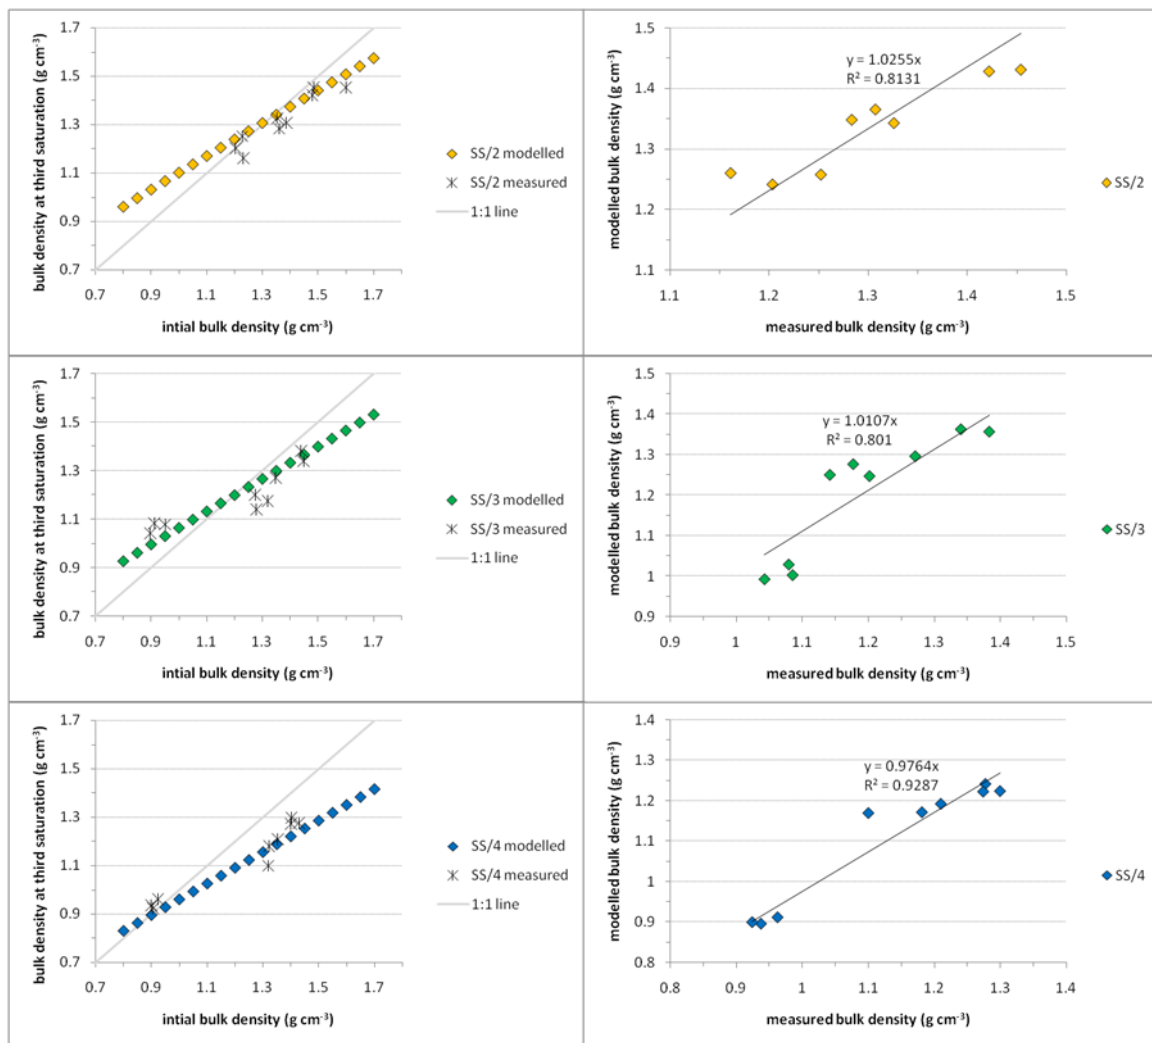 bulk density at third saturation (g cm⁻³)
1.7
1.5
1.3
1.1
0.9
0.7
0.7 0.9 1.1 1.3 1.5 1.7
intial bulk density (g cm⁻³)
SS/2 modelled
SS/2 measured
1:1 line
modelled bulk density (g cm⁻³)
1.5
1.4
1.3
1.2
1.1
1.1 1.2 1.3 1.4 1.5
measured bulk density (g cm⁻³)
y = 1.0255x
R² = 0.8131
SS/2
bulk density at third saturation (g cm⁻³)
1.7
1.5
1.3
1.1
0.9
0.7
0.7 0.9 1.1 1.3 1.5 1.7
intial bulk density (g cm⁻³)
SS/3 modelled
SS/3 measured
1:1 line
modelled bulk density (g cm⁻³)
1.5
1.4
1.3
1.2
1.1
1
0.9
0.9 1 1.1 1.2 1.3 1.4 1.5
measured bulk density (g cm⁻³)
y = 1.0107x
R² = 0.801
SS/3
bulk density at third saturation (g cm⁻³)
1.7
1.5
1.3
1.1
0.9
0.7
0.7 0.9 1.1 1.3 1.5 1.7
intial bulk density (g cm⁻³)
SS/4 modelled
SS/4 measured
1:1 line
modelled bulk density (g cm⁻³)
1.4
1.3
1.2
1.1
1
0.9
0.8
0.8 0.9 1 1.1 1.2 1.3 1.4
measured bulk density (g cm⁻³)
y = 0.9764x
R² = 0.9287
SS/4